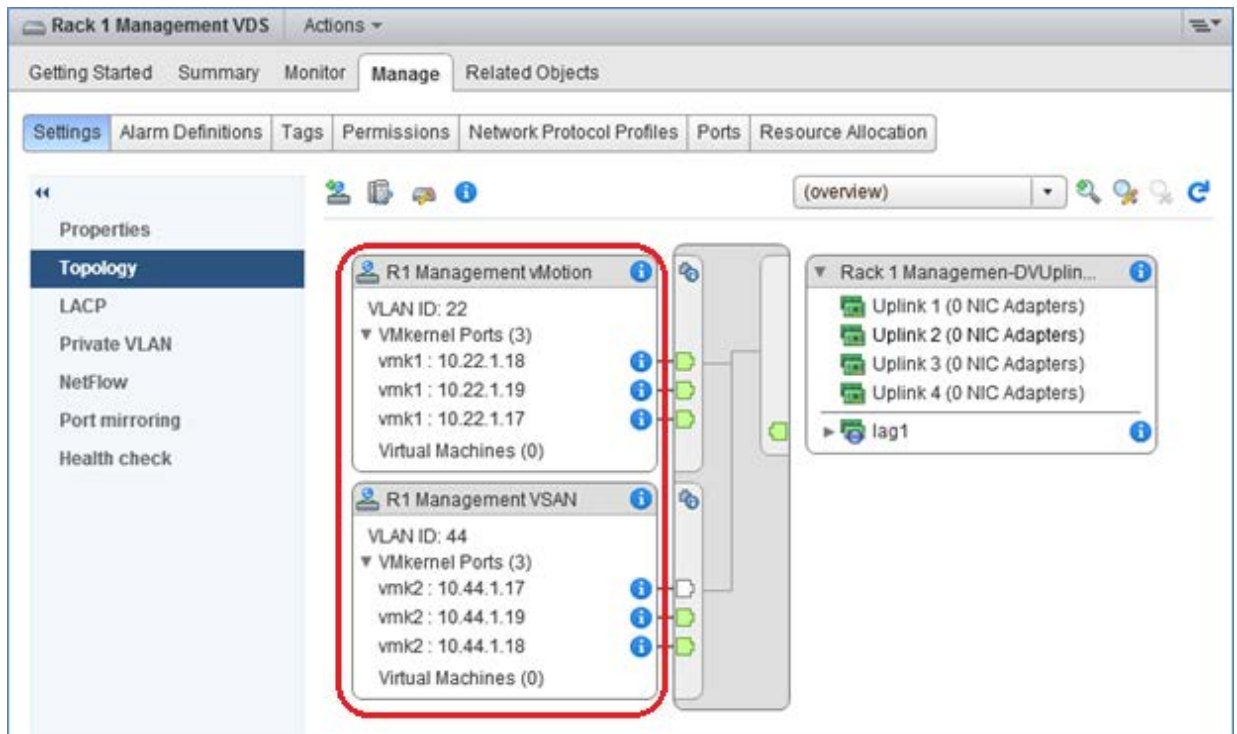 Rack 1 Management VDS Actions
Getting Started Summary Monitor Manage Related Objects
Settings Alarm Definitions Tags Permissions Network Protocol Profiles Ports Resource Allocation
Properties
Topology
LACP
Private VLAN
NetFlow
Port mirroring
Health check
(overview)
R1 Management vMotion
VLAN ID: 22
VMkernel Ports (3)
vmk1 : 10.22.1.18
vmk1 : 10.22.1.19
vmk1 : 10.22.1.17
Virtual Machines (0)
R1 Management VSAN
VLAN ID: 44
VMkernel Ports (3)
vmk2 : 10.44.1.17
vmk2 : 10.44.1.19
vmk2 : 10.44.1.18
Virtual Machines (0)
Rack 1 Managemen-DVUplin...
Uplink 1 (0 NIC Adapters)
Uplink 2 (0 NIC Adapters)
Uplink 3 (0 NIC Adapters)
Uplink 4 (0 NIC Adapters)
lag1